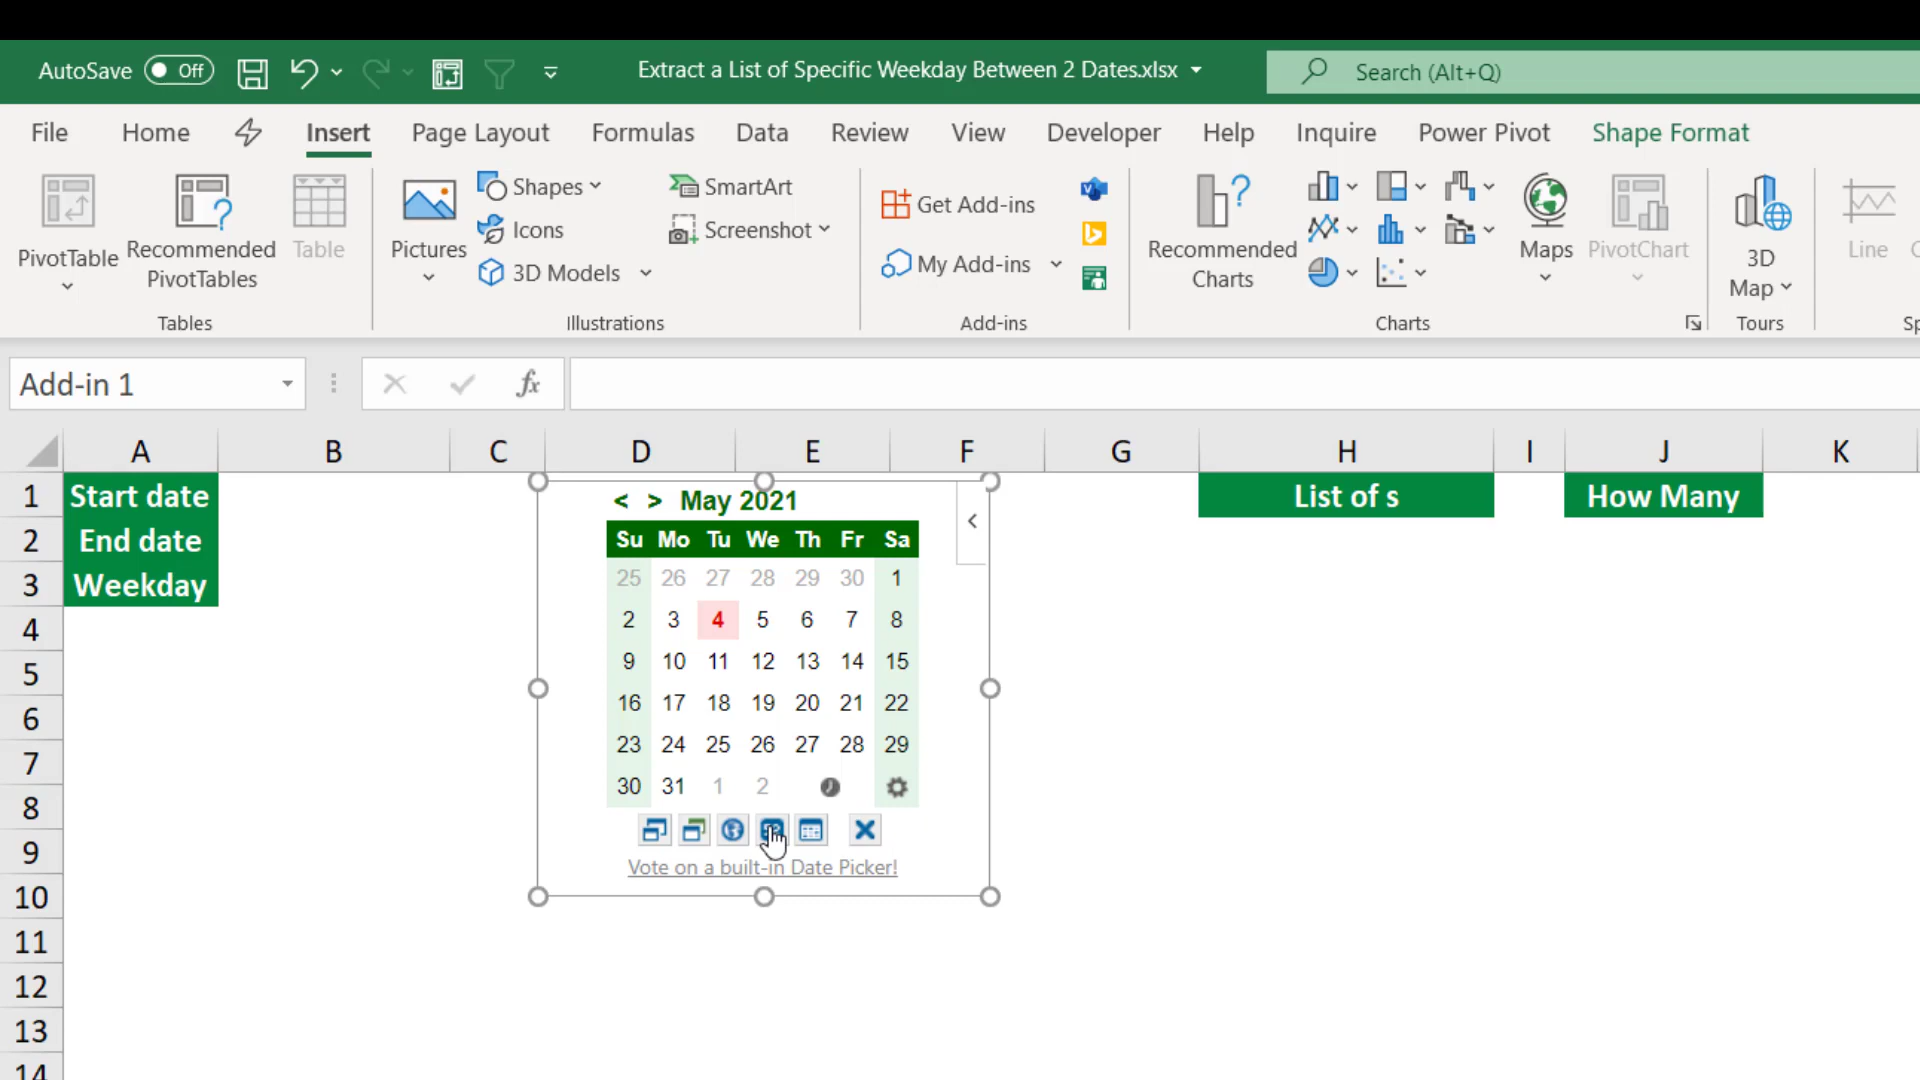 AutoSave Off
Extract a List of Specific Weekday Between 2 Dates.xlsx
Search (Alt+Q)
File Home Insert Page Layout Formulas Data Review View Developer Help Inquire Power Pivot Shape Format
PivotTable
Recommended
PivotTables
Table
Tables
Pictures
Shapes
Icons
3D Models
SmartArt
Screenshot
Illustrations
Get Add-ins
My Add-ins
Add-ins
Recommended
Charts
Maps
PivotChart
Charts
3D
Map
Tours
Line
Add-in 1
fx
A B C D E F G H I J K
1 Start date List of s How Many
2 End date
3 Weekday
4
5
6
7
8
9
10
11
12
13
14
< > May 2021
Su Mo Tu We Th Fr Sa
25 26 27 28 29 30 1
2 3 4 5 6 7 8
9 10 11 12 13 14 15
16 17 18 19 20 21 22
23 24 25 26 27 28 29
30 31 1 2
Vote on a built-in Date Picker!